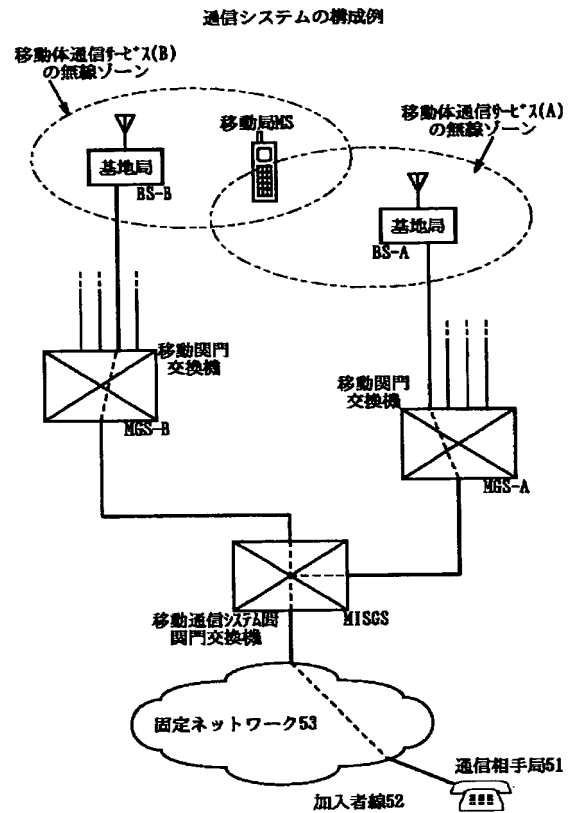 通信システムの構成例
移動体通信ｻｰﾋﾞｽ(B)
の無線ゾーン
移動体通信ｻｰﾋﾞｽ(A)
の無線ゾーン
移動局MS
基地局
BS-B
基地局
BS-A
移動関門
交換機
MGS-B
移動関門
交換機
MGS-A
移動通信ｼｽﾃﾑ間
関門交換機
MISGS
固定ネットワーク53
通信相手局51
加入者線52